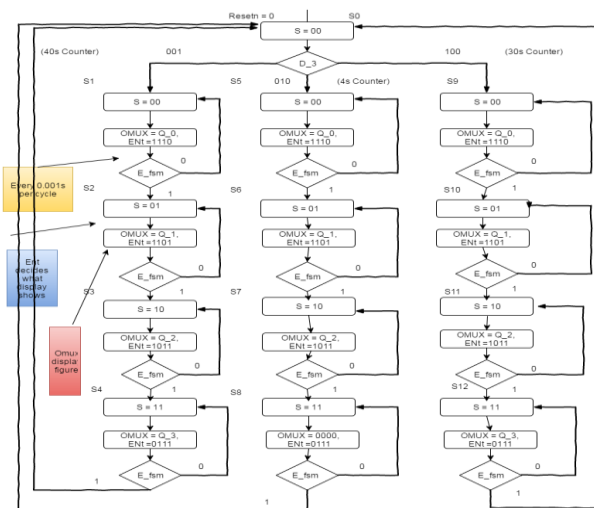 Resetn = 0
S0
S = 00
(40s Counter)
001
D_3
100
(30s Counter)
S1
S5
010
(4s Counter)
S9
S = 00
S = 00
S = 00
OMUX = Q_0,
ENt =1110
OMUX = Q_0,
ENt =1110
OMUX = Q_0,
ENt =1110
0
0
0
E_fsm
E_fsm
E_fsm
Every 0.001s
per cycle
1
1
1
S2
S6
S10
S = 01
S = 01
S = 01
OMUX = Q_1,
ENt =1101
OMUX = Q_1,
ENt =1101
OMUX = Q_1,
ENt =1101
Ent
decides
what
display
shows
0
0
0
E_fsm
E_fsm
E_fsm
1
1
1
S3
S7
S11
S = 10
S = 10
S = 10
OMUX = Q_2,
ENt =1011
OMUX = Q_2,
ENt =1011
OMUX = Q_2,
ENt =1011
display
figure
0
0
0
E_fsm
E_fsm
E_fsm
1
1
1
S4
S8
S12
S = 11
S = 11
S = 11
OMUX = Q_3,
ENt =0111
OMUX = 0000,
ENt =0111
OMUX = Q_3,
ENt =0111
0
0
0
E_fsm
E_fsm
E_fsm
1
1
1